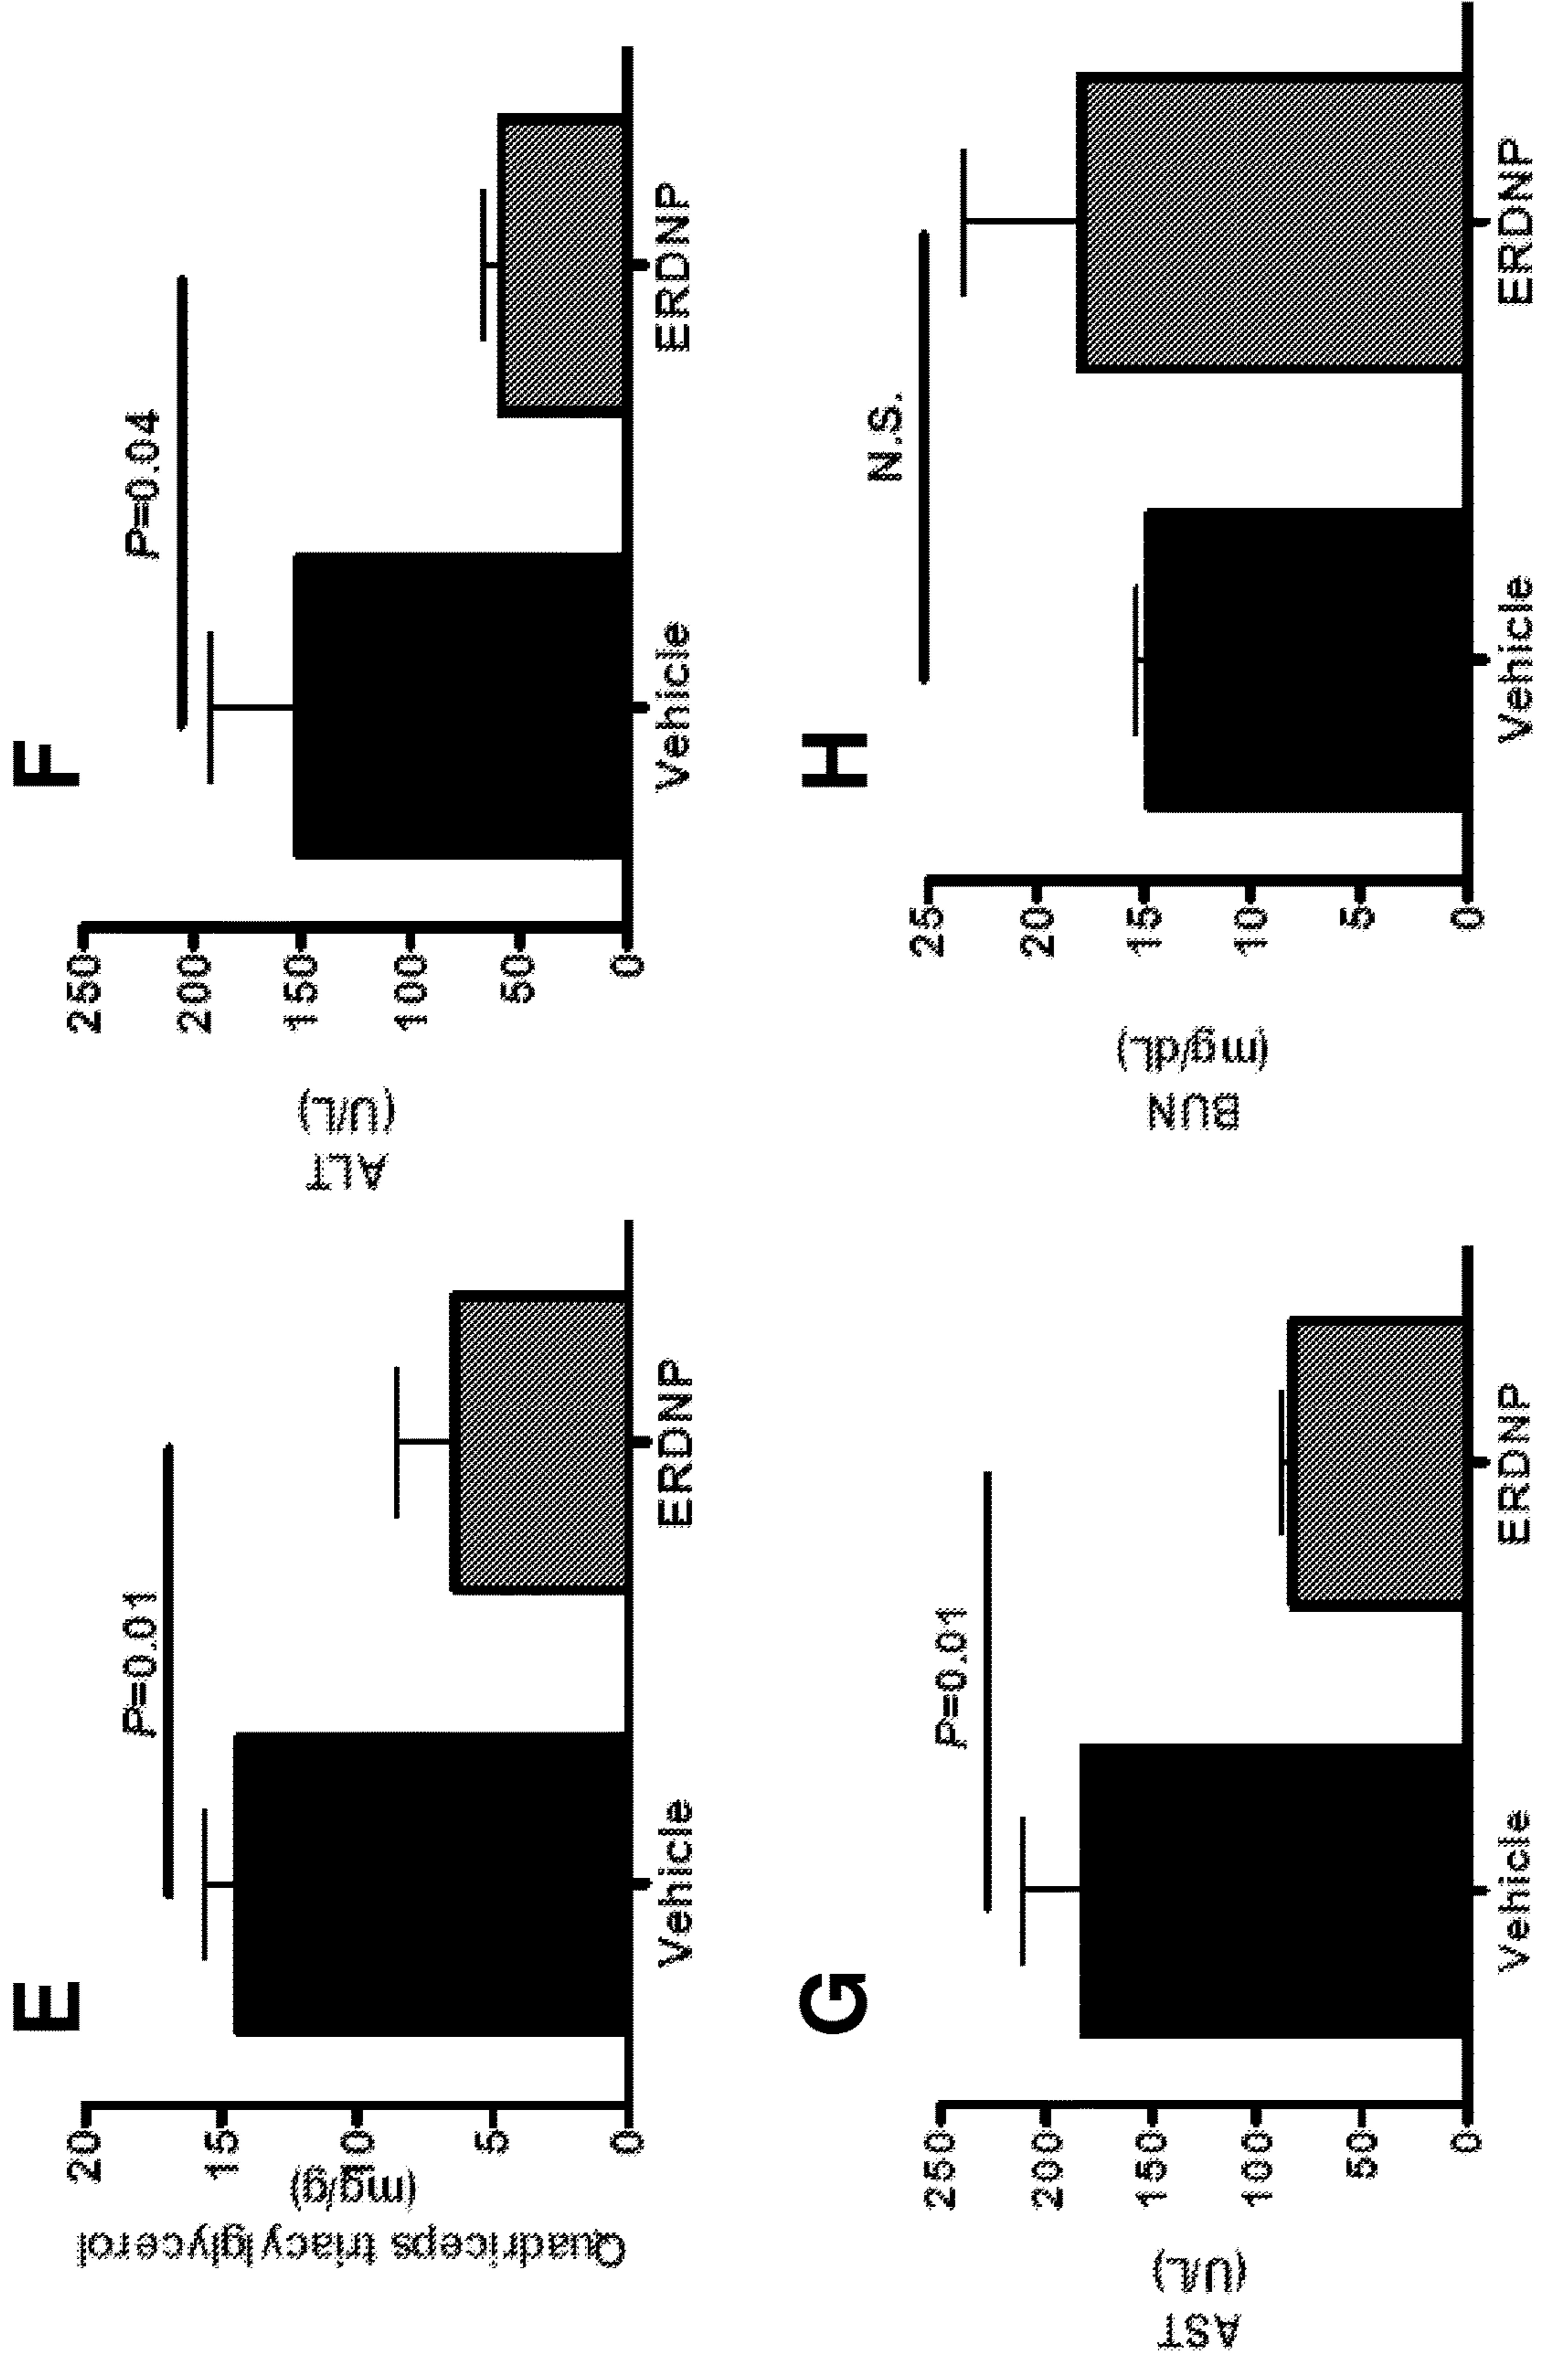 E
Quadriceps triacylglycerol
(mg/g)
20
15
10
5
0
P=0.01
Vehicle
ERDNP
F
ALT
(U/L)
250
200
150
100
50
0
P=0.04
Vehicle
ERDNP
G
AST
(U/L)
250
200
150
100
50
0
P=0.01
Vehicle
ERDNP
H
BUN
(mg/dL)
25
20
15
10
5
0
N.S.
Vehicle
ERDNP